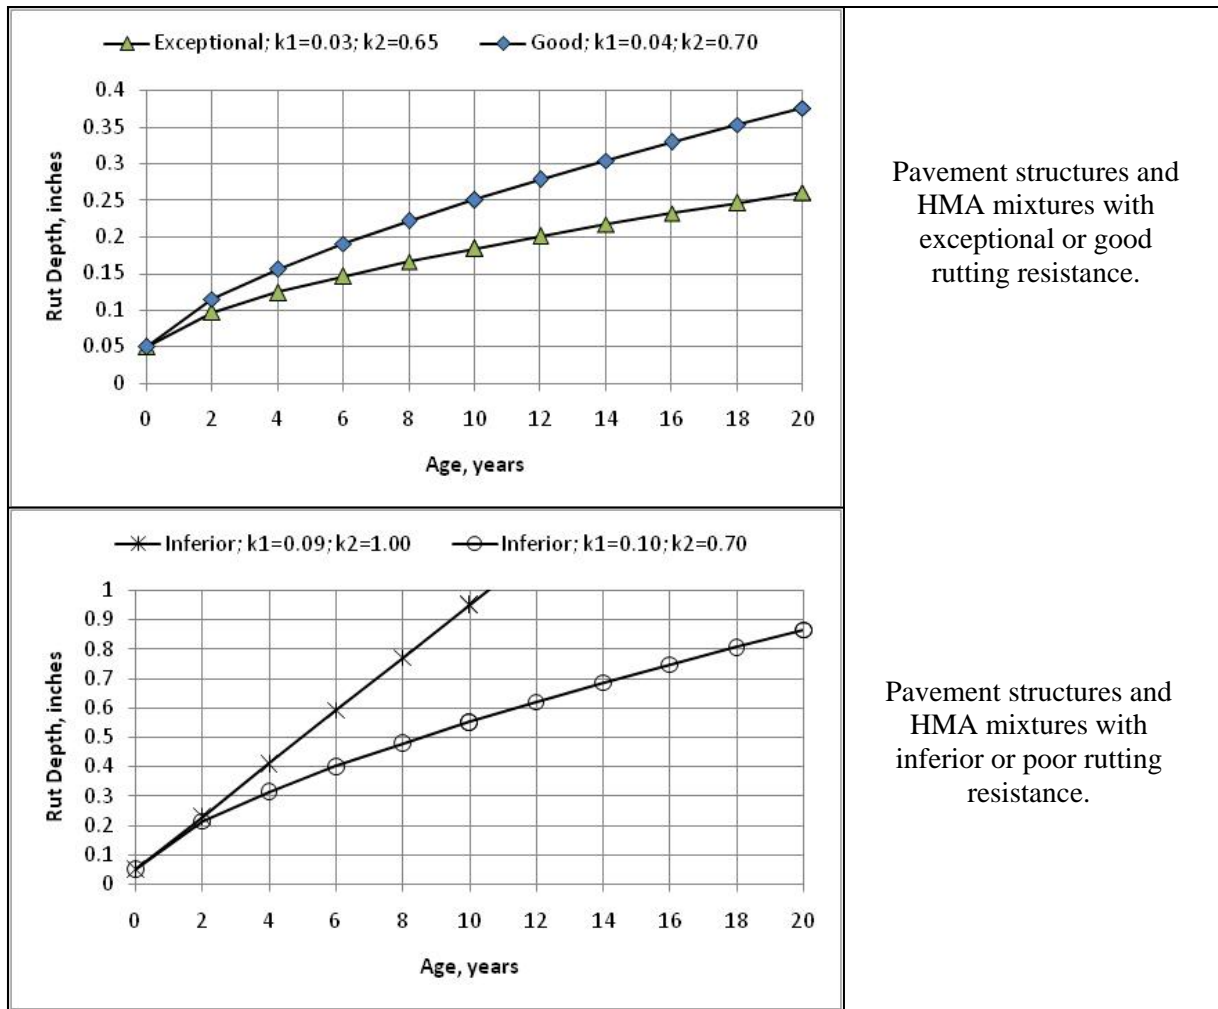 Exceptional; k1=0.03; k2=0.65 Good; k1=0.04; k2=0.70
0.4
0.35
0.3
0.25
0.2
0.15
0.1
0.05
0
Rut Depth, inches
0 2 4 6 8 10 12 14 16 18 20
Age, years
Pavement structures and
HMA mixtures with
exceptional or good
rutting resistance.
Inferior; k1=0.09; k2=1.00 Inferior; k1=0.10; k2=0.70
1
0.9
0.8
0.7
0.6
0.5
0.4
0.3
0.2
0.1
0
Rut Depth, inches
0 2 4 6 8 10 12 14 16 18 20
Age, years
Pavement structures and
HMA mixtures with
inferior or poor rutting
resistance.